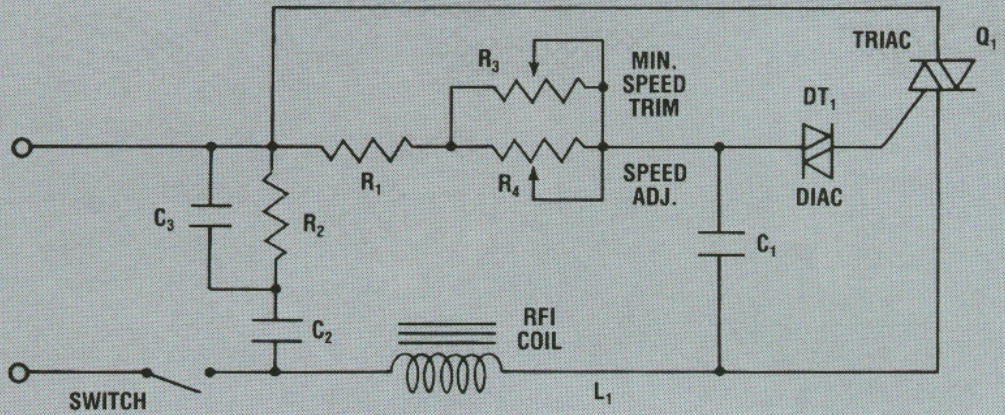 TRIAC
Q₁
R₃
MIN.
SPEED
TRIM
DT₁
R₁
R₄
SPEED
ADJ.
DIAC
C₃
R₂
C₁
C₂
RFI
COIL
L₁
SWITCH